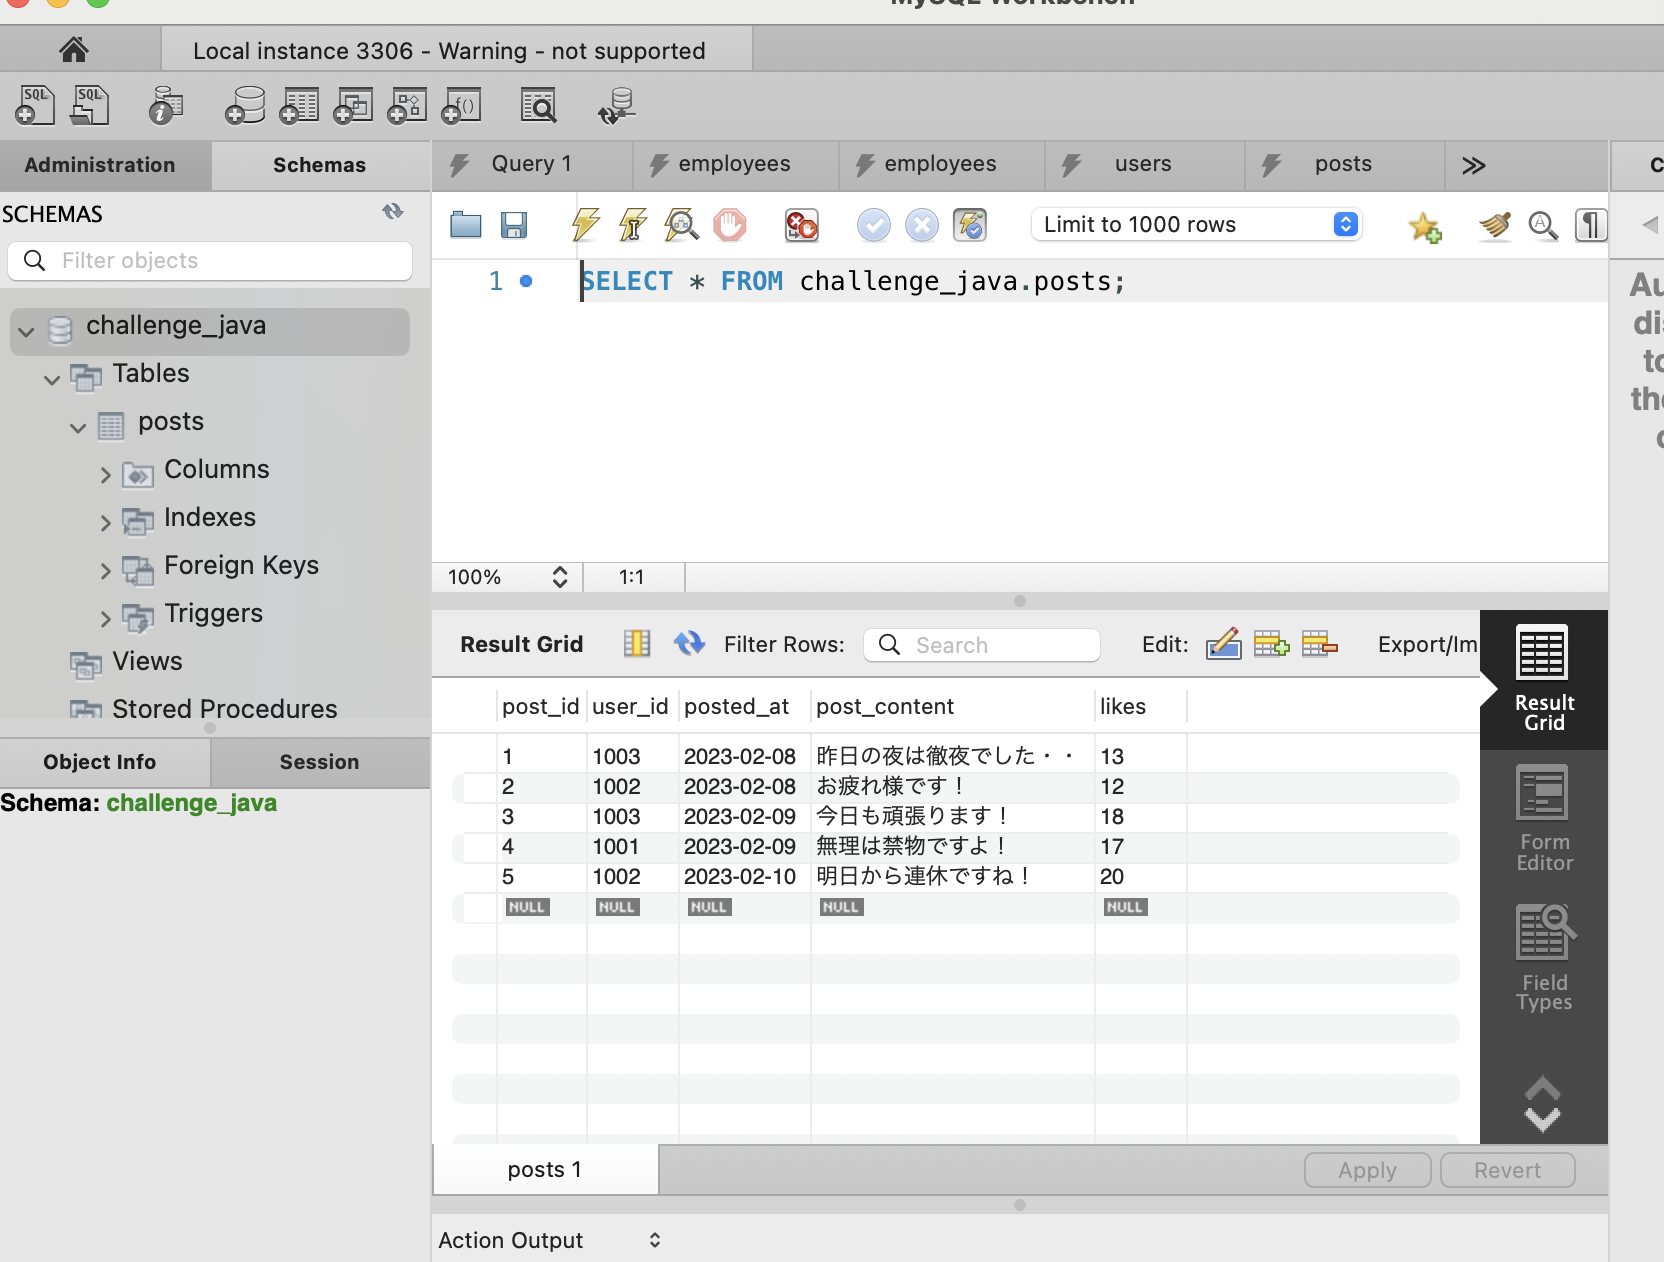 Local instance 3306 - Warning - not supported
Administration
Schemas
Query 1
employees
employees
users
posts
SCHEMAS
Filter objects
Limit to 1000 rows
1
SELECT * FROM challenge_java.posts;
challenge_java
Tables
posts
Columns
Indexes
Foreign Keys
Triggers
Views
Stored Procedures
100%
1:1
Result Grid
Filter Rows:
Search
Edit:
Export/Im
Result
Grid
Form
Editor
Field
Types
post_id user_id posted_at post_content likes
1 1003 2023-02-08 昨日の夜は徹夜でした・・ 13
2 1002 2023-02-08 お疲れ様です！ 12
3 1003 2023-02-09 今日も頑張ります！ 18
4 1001 2023-02-09 無理は禁物ですよ！ 17
5 1002 2023-02-10 明日から連休ですね！ 20
NULL NULL NULL NULL NULL
Object Info
Session
Schema: challenge_java
posts 1
Apply
Revert
Action Output